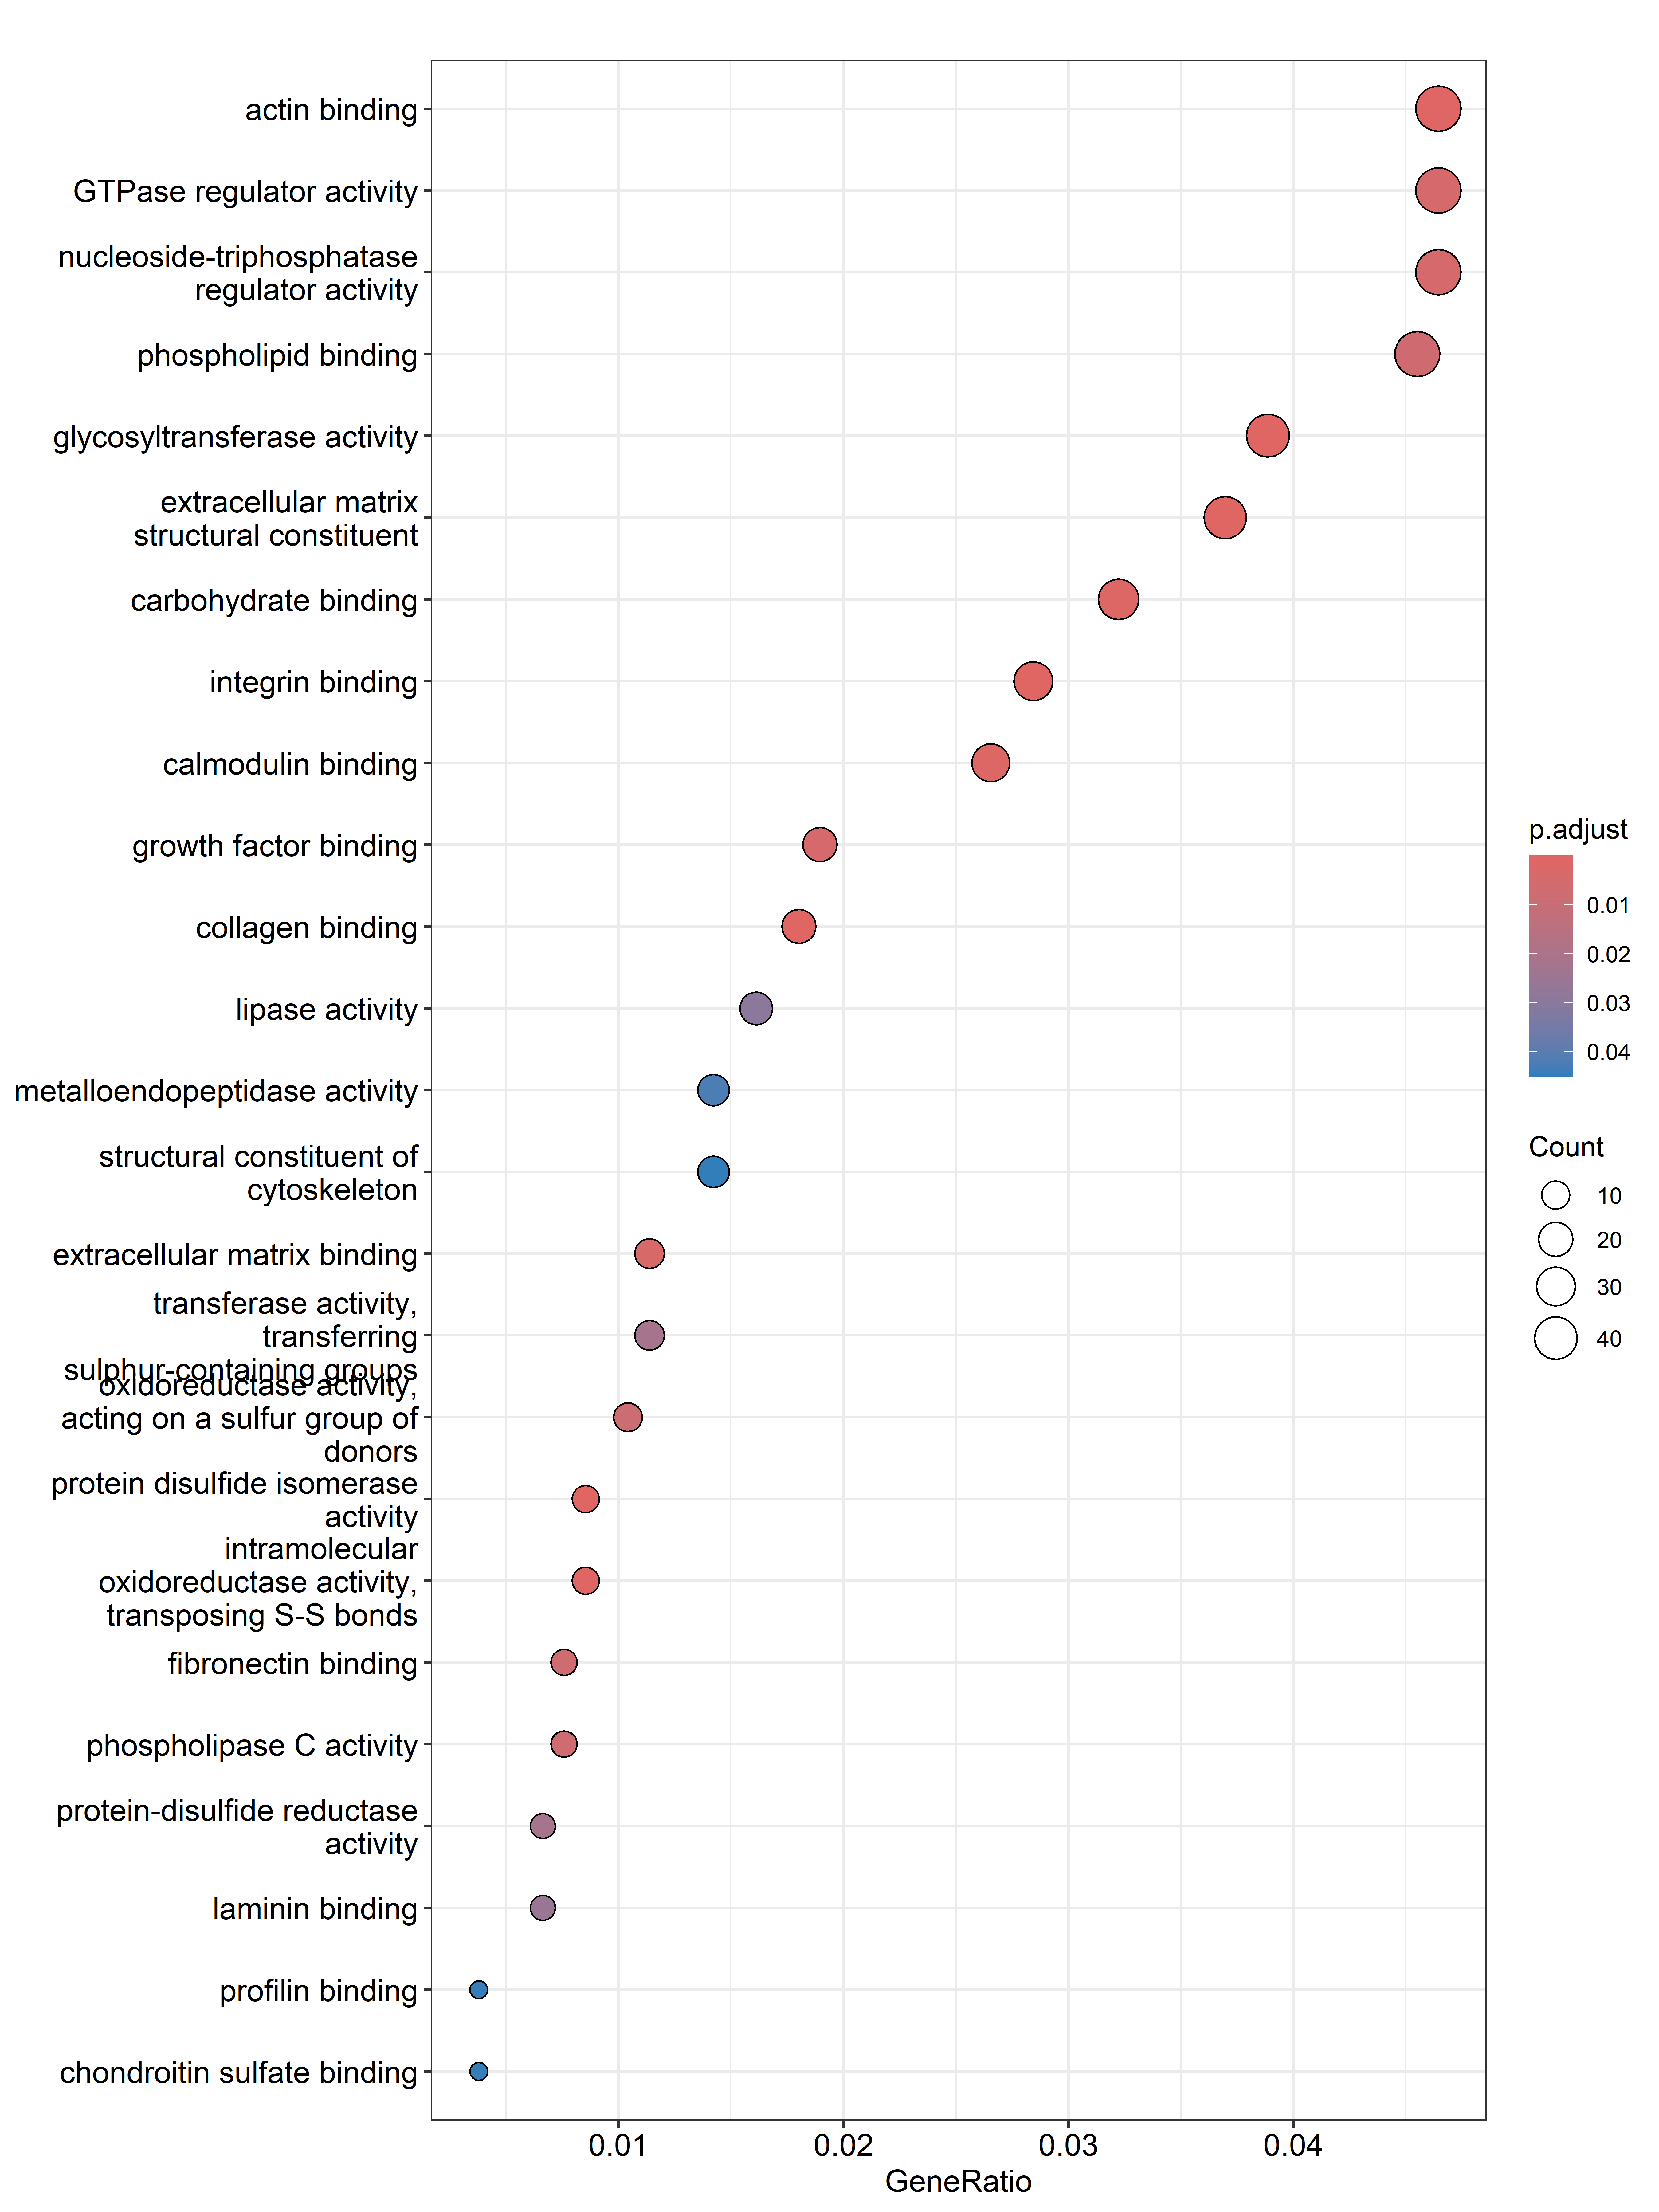 actin binding
GTPase regulator activity
nucleoside-triphosphatase
regulator activity
phospholipid binding
glycosyltransferase activity
extracellular matrix
structural constituent
carbohydrate binding
integrin binding
calmodulin binding
growth factor binding
collagen binding
lipase activity
metalloendopeptidase activity
structural constituent of
cytoskeleton
extracellular matrix binding
transferase activity,
transferring
sulphur-containing groups
oxidoreductase activity,
acting on a sulfur group of
donors
protein disulfide isomerase
activity
intramolecular
oxidoreductase activity,
transposing S-S bonds
fibronectin binding
phospholipase C activity
protein-disulfide reductase
activity
laminin binding
profilin binding
chondroitin sulfate binding
0.01
0.02
0.03
0.04
GeneRatio
p.adjust
0.01
0.02
0.03
0.04
Count
10
20
30
40